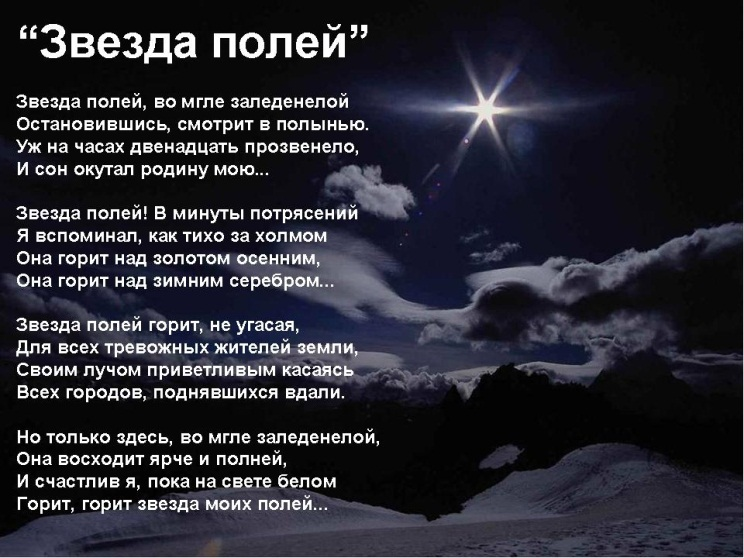 “Звезда полей”
Звезда полей, во мгле заледенелой
Остановившись, смотрит в полынью.
Уж на часах двенадцать прозвенело,
И сон окутал родину мою...
Звезда полей! В минуты потрясений
Я вспоминал, как тихо за холмом
Она горит над золотом осенним,
Она горит над зимним серебром...
Звезда полей горит, не угасая,
Для всех тревожных жителей земли,
Своим лучом приветливым касаясь
Всех городов, поднявшихся вдали.
Но только здесь, во мгле заледенелой,
Она восходит ярче и полней,
И счастлив я, пока на свете белом
Горит, горит звезда моих полей...